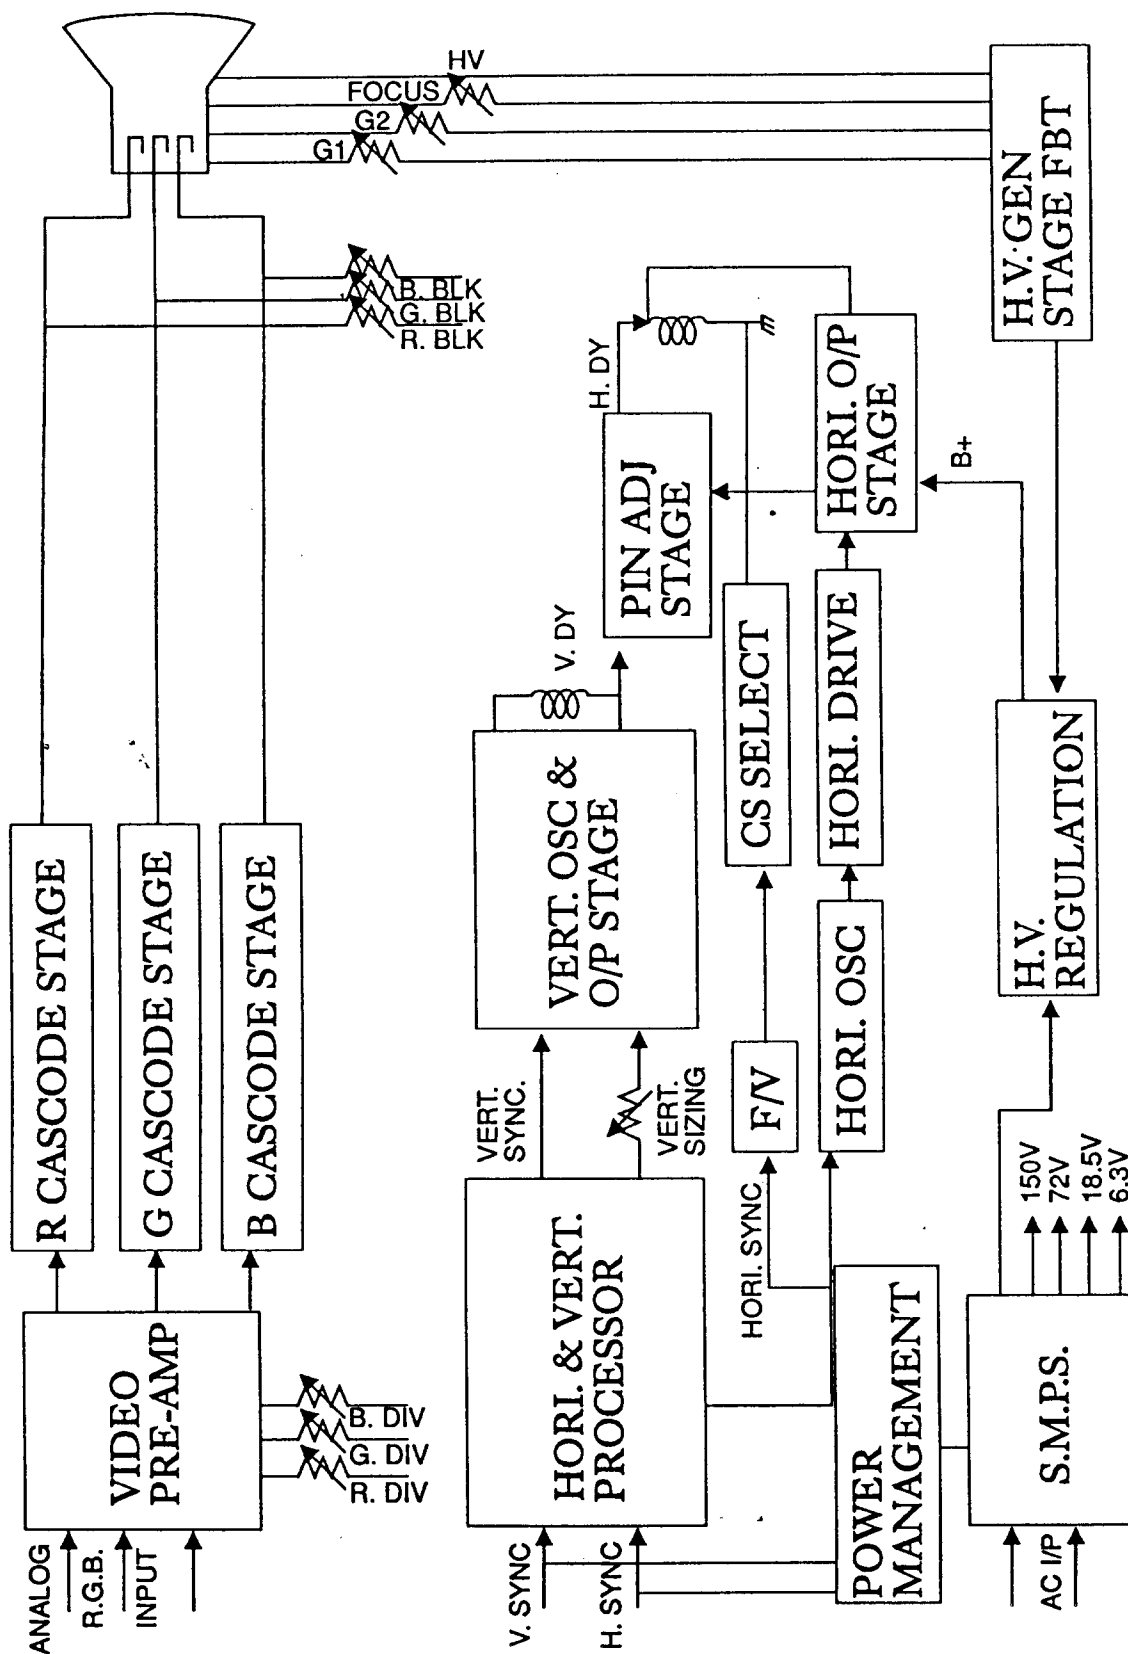 ANALOG
R.G.B.
INPUT
VIDEO
PRE-AMP
R CASCODE STAGE
G CASCODE STAGE
B CASCODE STAGE
B. DIV
G. DIV
R. DIV
B. BLK
G. BLK
R. BLK
HV
FOCUS
G2
G1
V. SYNC
H. SYNC
HORI. & VERT.
PROCESSOR
VERT.
SYNC.
VERT.
SIZING
VERT. OSC &
O/P STAGE
V. DY
PIN ADJ
STAGE
H. DY
HORI. SYNC
F/V
CS SELECT
HORI. OSC
HORI. DRIVE
HORI. O/P
STAGE
B+
POWER
MANAGEMENT
AC I/P
S.M.P.S.
150V
72V
18.5V
6.3V
H.V.
REGULATION
H.V. GEN
STAGE FBT